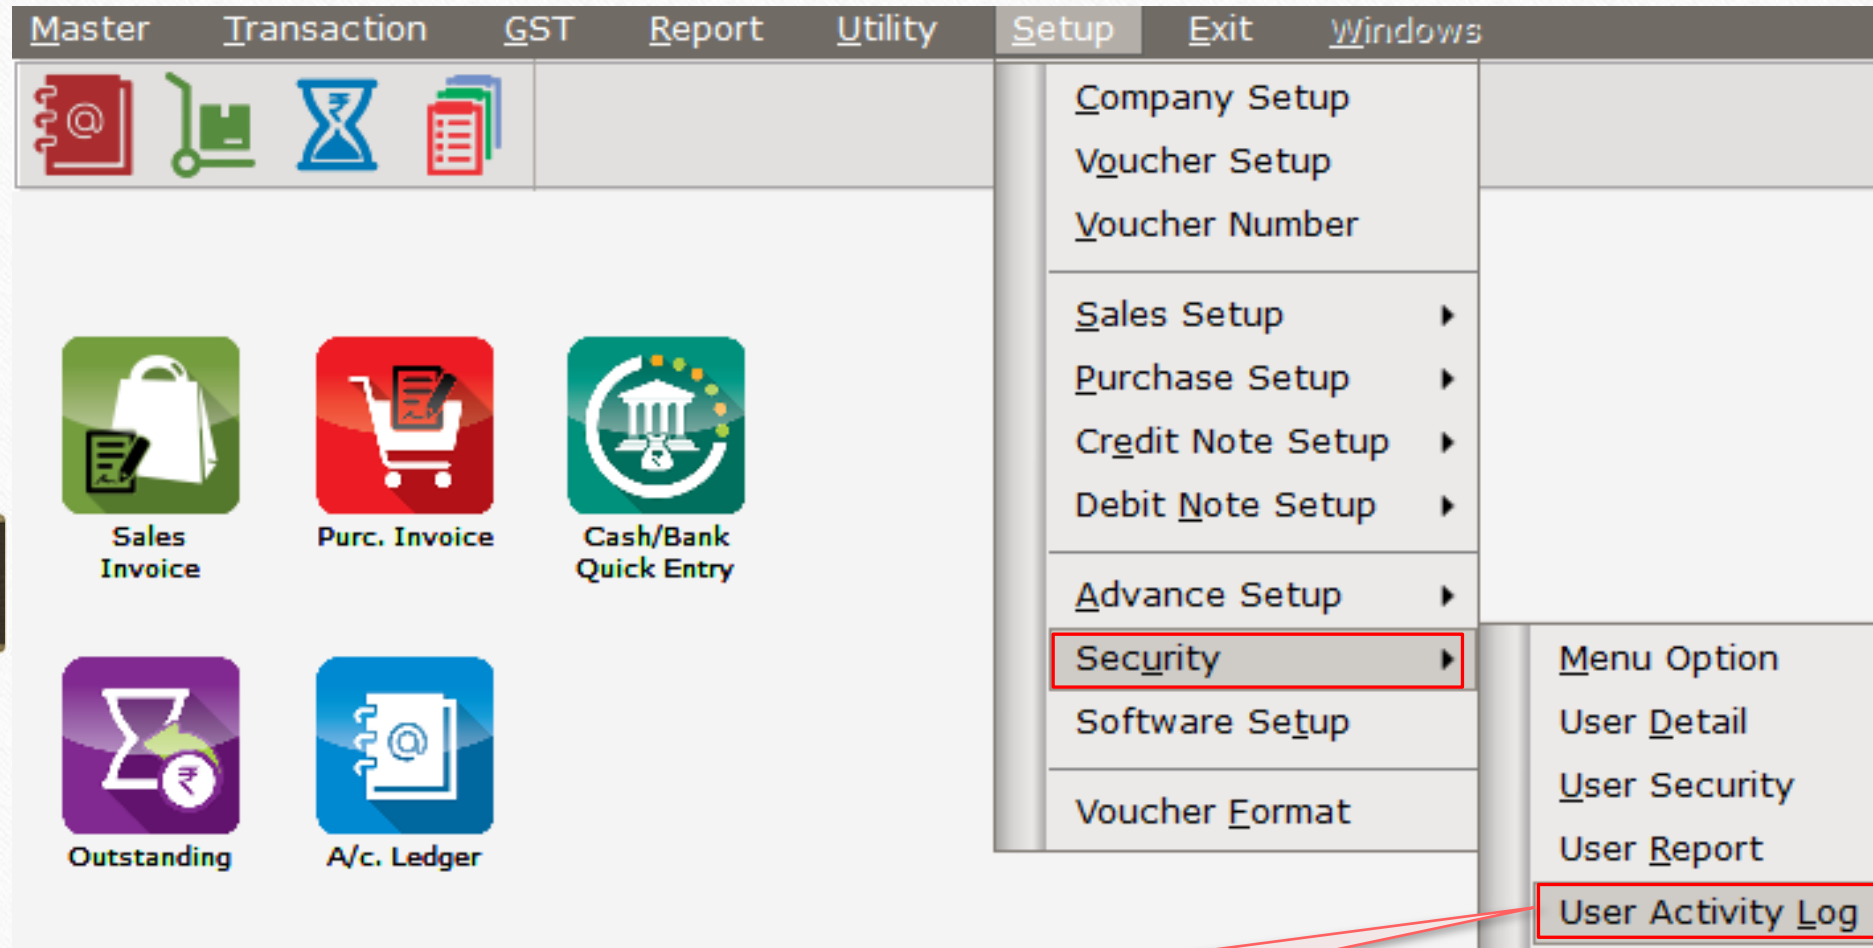 Master Transaction GST Report Utility Setup Exit Windows
Company Setup
Voucher Setup
Voucher Number
Sales Setup
Purchase Setup
Credit Note Setup
Debit Note Setup
Advance Setup
Security
Software Setup
Voucher Format
Menu Option
User Detail
User Security
User Report
User Activity Log
Sales
Invoice
Purc. Invoice
Cash/Bank
Quick Entry
Outstanding
A/c. Ledger